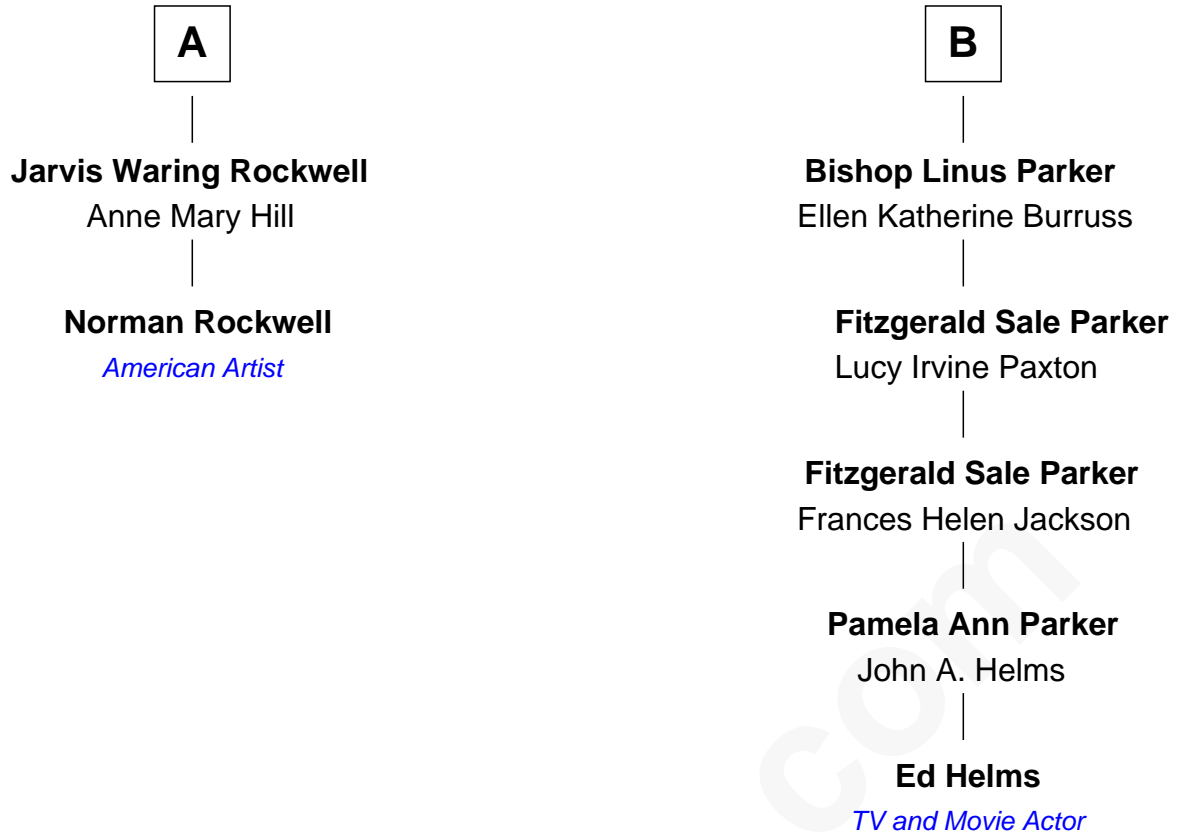 A
Jarvis Waring Rockwell
Anne Mary Hill
Norman Rockwell
American Artist
B
Bishop Linus Parker
Ellen Katherine Burruss
Fitzgerald Sale Parker
Lucy Irvine Paxton
Fitzgerald Sale Parker
Frances Helen Jackson
Pamela Ann Parker
John A. Helms
Ed Helms
TV and Movie Actor
com